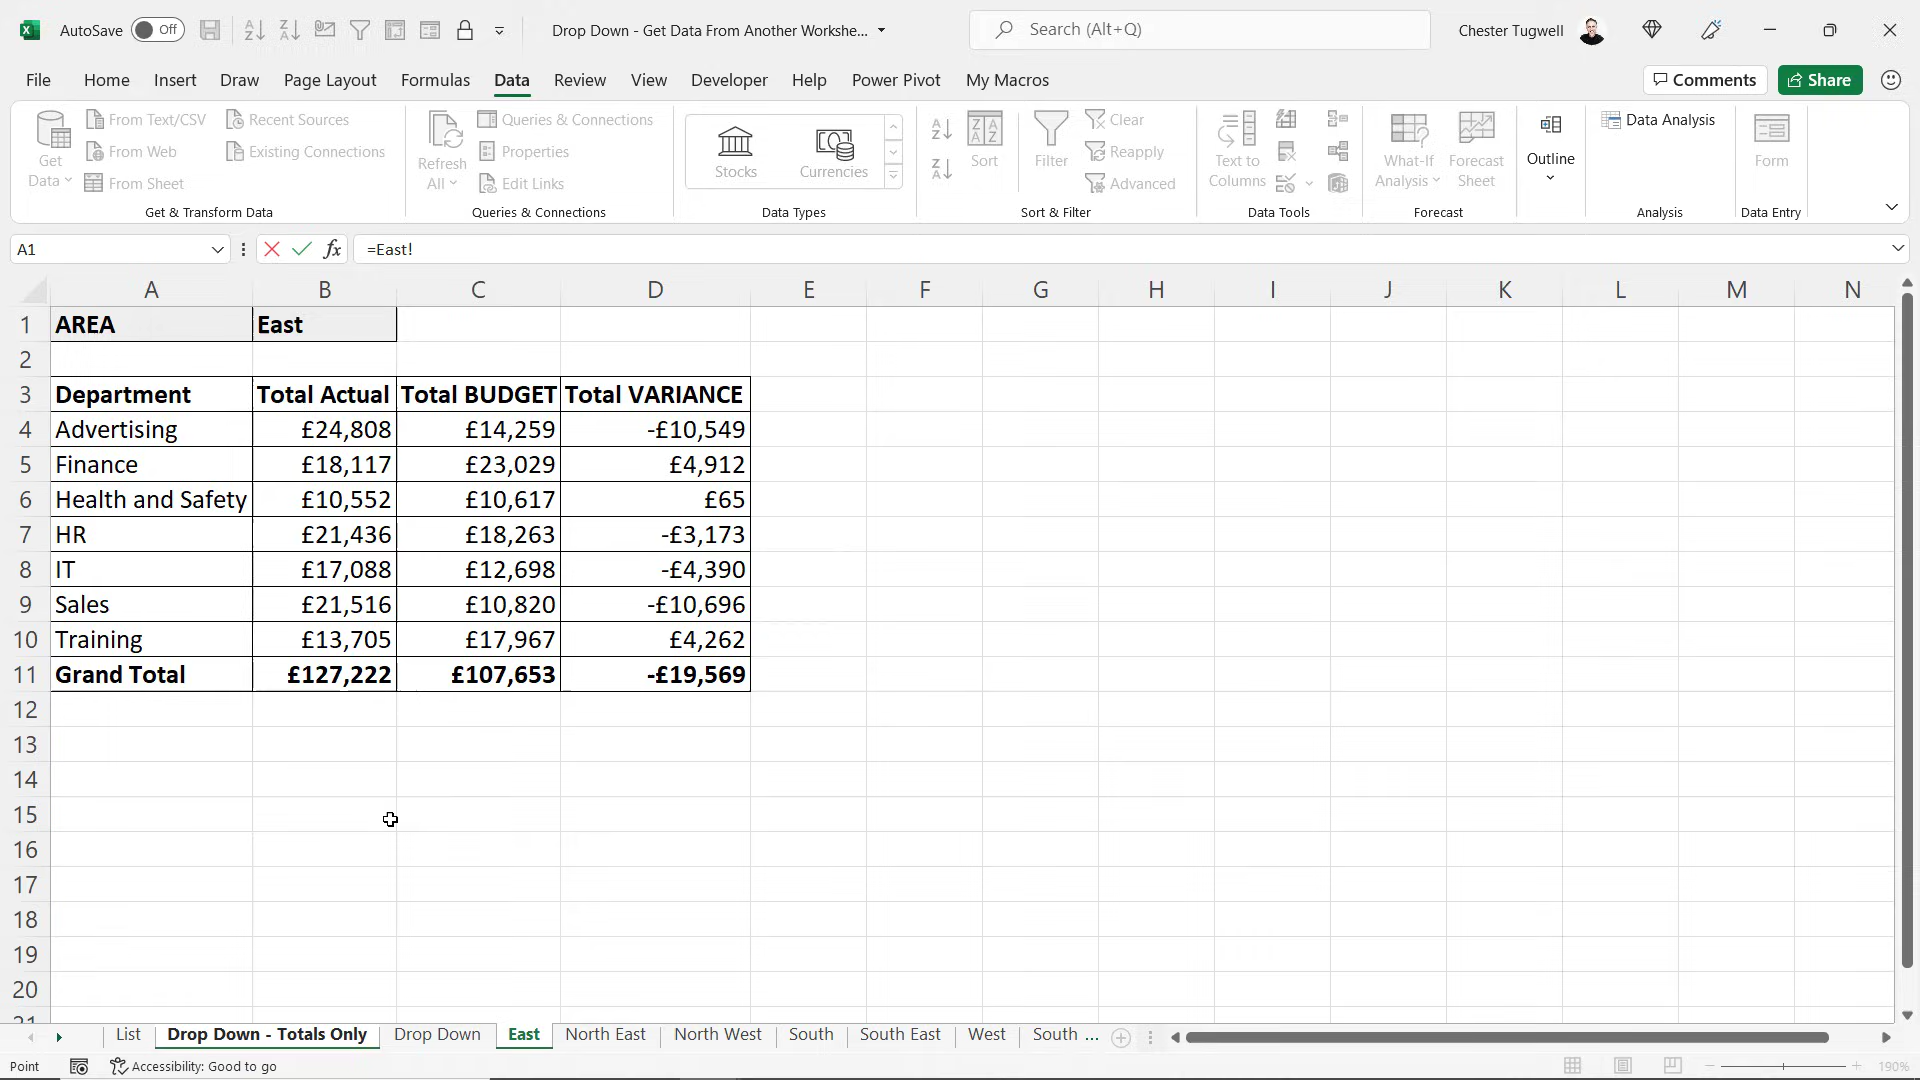 AutoSave Off Drop Down - Get Data From Another Workshe... Search (Alt+Q) Chester Tugwell
File Home Insert Draw Page Layout Formulas Data Review View Developer Help Power Pivot My Macros Comments Share
Get Data
From Text/CSV
From Web
From Sheet
Recent Sources
Existing Connections
Get & Transform Data
Refresh All
Queries & Connections
Properties
Edit Links
Queries & Connections
Stocks Currencies
Data Types
Sort
Filter
Clear
Reapply
Advanced
Sort & Filter
Text to Columns
Data Tools
What-If Analysis
Forecast Sheet
Forecast
Outline
Data Analysis
Analysis
Form
Data Entry
A1 fx =East!
A B C D E F G H I J K L M N
1 AREA East
2
3 Department Total Actual Total BUDGET Total VARIANCE
4 Advertising £24,808 £14,259 -£10,549
5 Finance £18,117 £23,029 £4,912
6 Health and Safety £10,552 £10,617 £65
7 HR £21,436 £18,263 -£3,173
8 IT £17,088 £12,698 -£4,390
9 Sales £21,516 £10,820 -£10,696
10 Training £13,705 £17,967 £4,262
11 Grand Total £127,222 £107,653 -£19,569
12
13
14
15
16
17
18
19
20
21
List Drop Down - Totals Only Drop Down East North East North West South South East West South ...
Point Accessibility: Good to go 190%